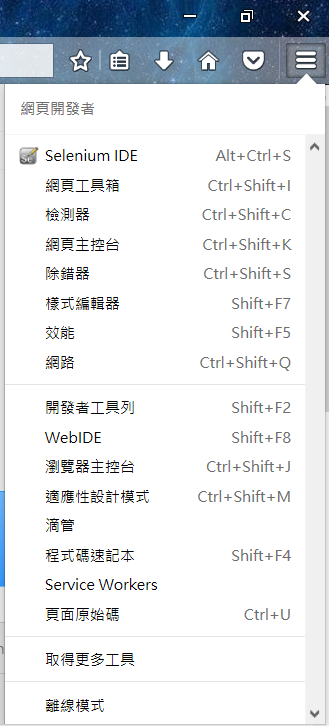 網頁開發者
Selenium IDE Alt+Ctrl+S
網頁工具箱 Ctrl+Shift+I
檢測器 Ctrl+Shift+C
網頁主控台 Ctrl+Shift+K
除錯器 Ctrl+Shift+S
樣式編輯器 Shift+F7
效能 Shift+F5
網路 Ctrl+Shift+Q
開發者工具列 Shift+F2
WebIDE Shift+F8
瀏覽器主控台 Ctrl+Shift+J
適應性設計模式 Ctrl+Shift+M
滴管
程式碼速記本 Shift+F4
Service Workers
頁面原始碼 Ctrl+U
取得更多工具
離線模式